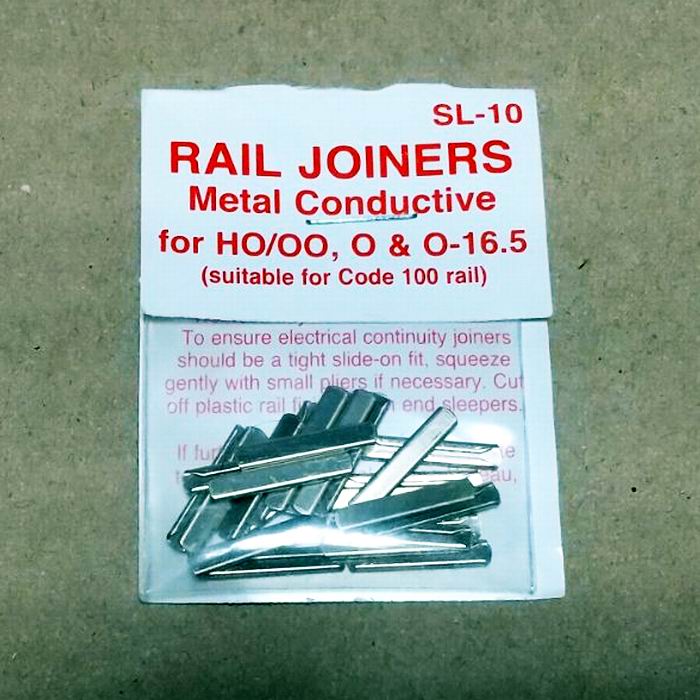 SL-10
RAIL JOINERS
Metal Conductive
for HO/OO, O & O-16.5
(suitable for Code 100 rail)
To ensure electrical continuity joiners
should be a tight slide-on fit, squeeze
gently with small pliers if necessary. Cut
off plastic rail end sleepers.
If